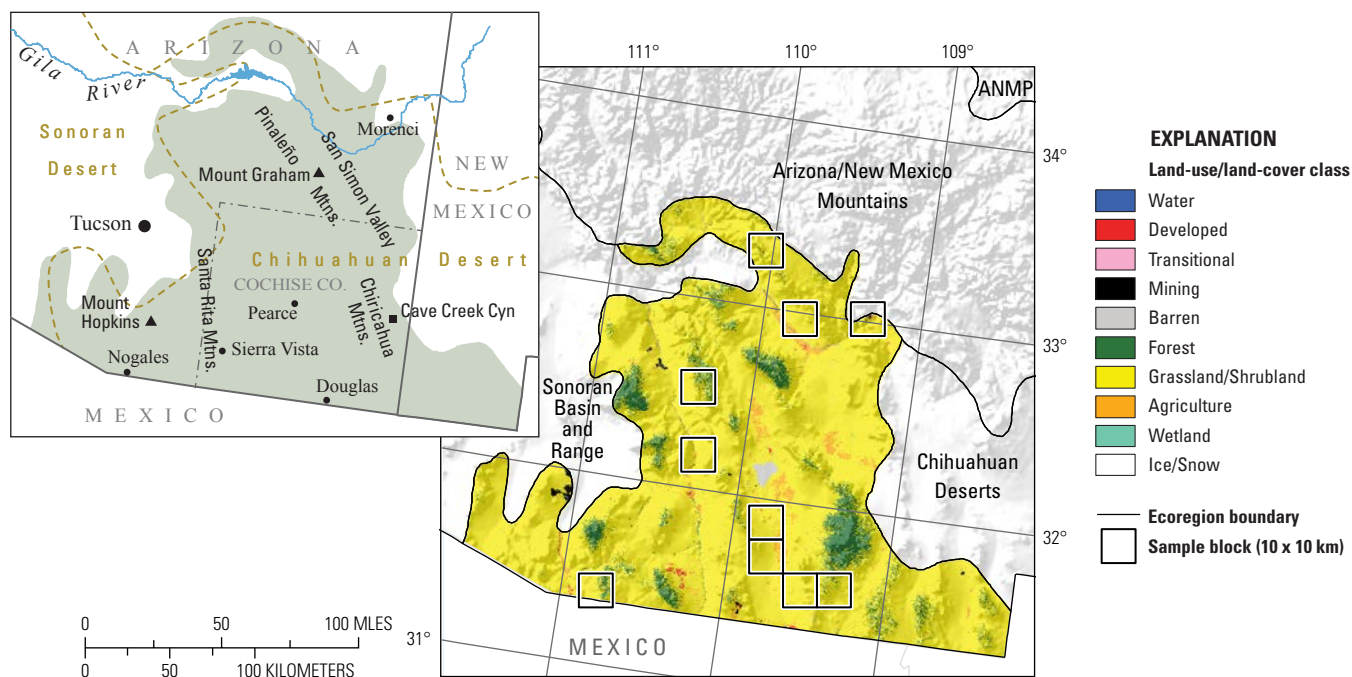 ARIZONA
Gila
River
Sonoran
Desert
Pinaleño
Mtns.
San Simon Valley
Morenci
Mount Graham
NEW
MEXICO
Tucson
Chihuahuan Desert
Santa Rita Mtns.
COCHISE CO.
Mount
Hopkins
Pearce
Chiricahua
Mtns.
Cave Creek Cyn
Nogales
Sierra Vista
Douglas
MEXICO
0 50 100 MLES
0 50 100 KILOMETERS
111° 110° 109°
ANMP
34°
Arizona/New Mexico
Mountains
33°
Sonoran
Basin
and
Range
Chihuahuan
Deserts
32°
31°
MEXICO
EXPLANATION
Land-use/land-cover class
Water
Developed
Transitional
Mining
Barren
Forest
Grassland/Shrubland
Agriculture
Wetland
Ice/Snow
Ecoregion boundary
Sample block (10 x 10 km)